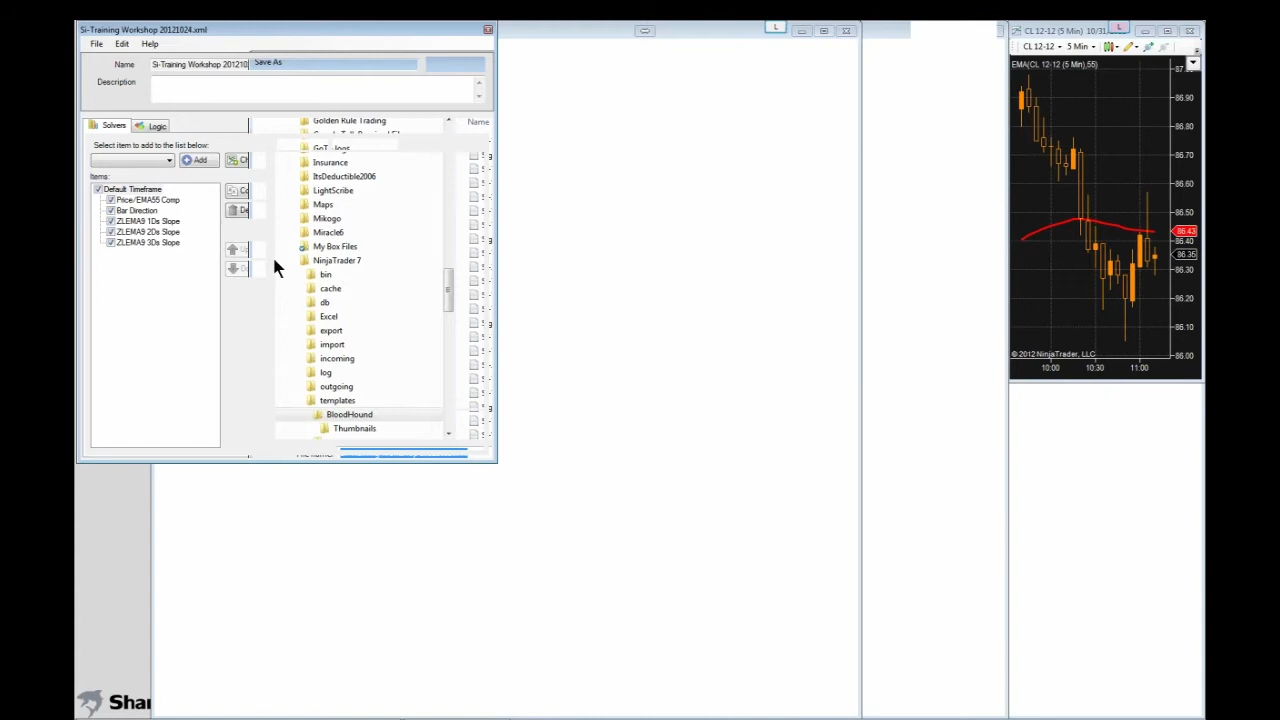 Si-Training Workshop 20121024.xml
File Edit Help
Name Si-Training Workshop 20121
Save As
Description
Solvers Logic
Select item to add to the list below:
Add
Items:
Default Timeframe
Price/EMA55 Comp
Bar Direction
ZLEMA9 1Ds Slope
ZLEMA9 2Ds Slope
ZLEMA9 3Ds Slope
Golden Rule Trading
Insurance
ItsDeductible2006
LightScribe
Maps
Mikogo
Miracle6
My Box Files
NinjaTrader 7
bin
cache
db
Excel
export
import
incoming
log
outgoing
templates
BloodHound
Thumbnails
Name
L
L
CL 12-12 (5 Min) 10/31
CL 12-12 5 Min
EMA(CL 12-12 (5 Min),55)
86.90
86.80
86.70
86.60
86.50
86.43
86.40
86.35
86.30
86.20
86.10
86.00
© 2012 NinjaTrader, LLC
10:00 10:30 11:00
Shar